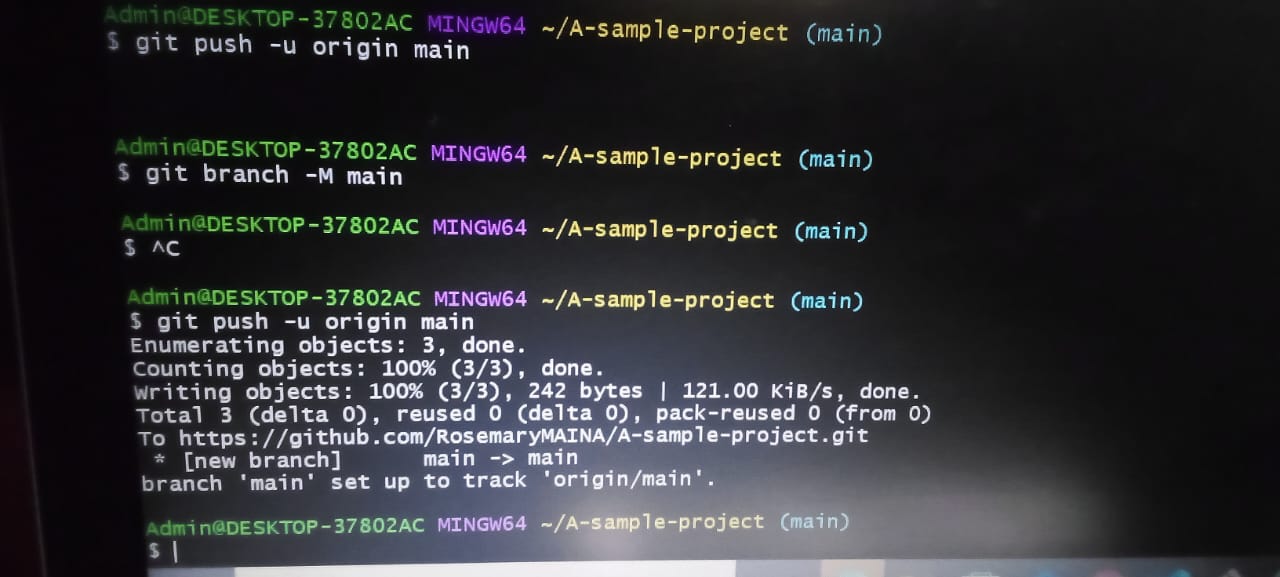 Admin@DESKTOP-37802AC MINGW64 ~/A-sample-project (main)
$ git push -u origin main
Admin@DESKTOP-37802AC MINGW64 ~/A-sample-project (main)
$ git branch -M main
Admin@DESKTOP-37802AC MINGW64 ~/A-sample-project (main)
$ ^C
Admin@DESKTOP-37802AC MINGW64 ~/A-sample-project (main)
$ git push -u origin main
Enumerating objects: 3, done.
Counting objects: 100% (3/3), done.
Writing objects: 100% (3/3), 242 bytes | 121.00 KiB/s, done.
Total 3 (delta 0), reused 0 (delta 0), pack-reused 0 (from 0)
To https://github.com/RosemaryMAINA/A-sample-project.git
 * [new branch]      main -> main
branch 'main' set up to track 'origin/main'.
Admin@DESKTOP-37802AC MINGW64 ~/A-sample-project (main)
$